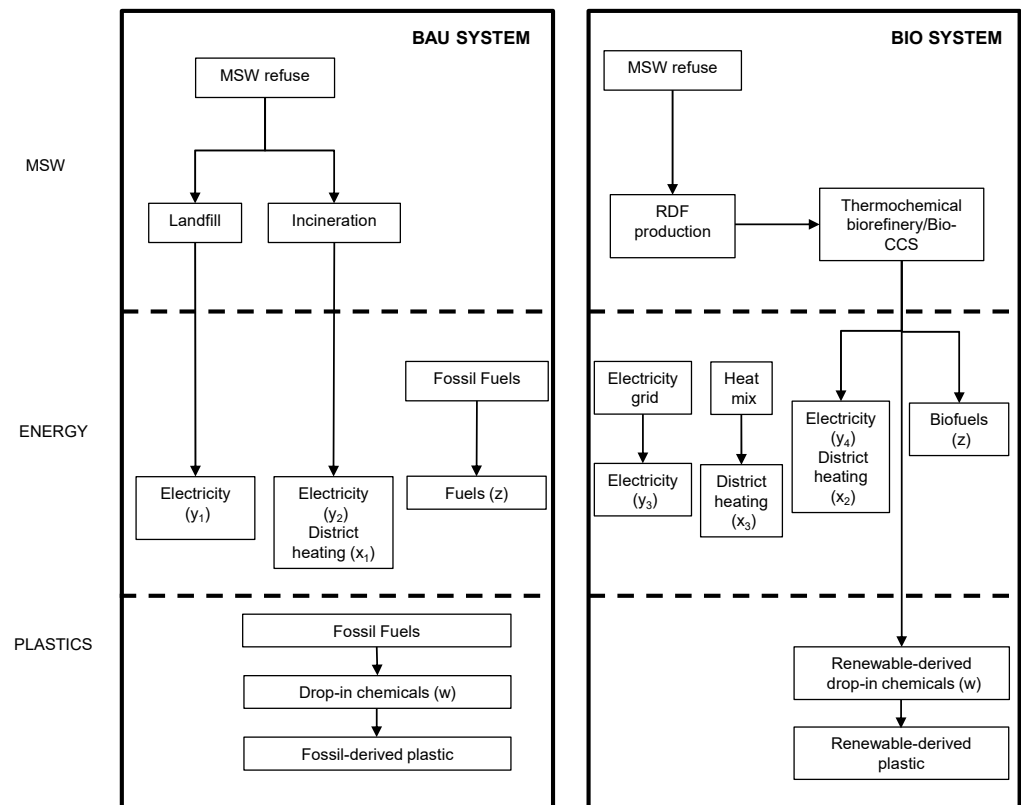 BAU SYSTEM
MSW refuse
MSW
Landfill
Incineration
ENERGY
Fossil Fuels
Electricity
(y₁)
Electricity
(y₂)
District
heating (x₁)
Fuels (z)
PLASTICS
Fossil Fuels
Drop-in chemicals (w)
Fossil-derived plastic
BIO SYSTEM
MSW refuse
RDF
production
Thermochemical
biorefinery/Bio-
CCS
Electricity
grid
Heat
mix
Electricity
(y₃)
District
heating
(x₃)
Electricity
(y₄)
District
heating
(x₂)
Biofuels
(z)
Renewable-derived
drop-in chemicals (w)
Renewable-derived
plastic